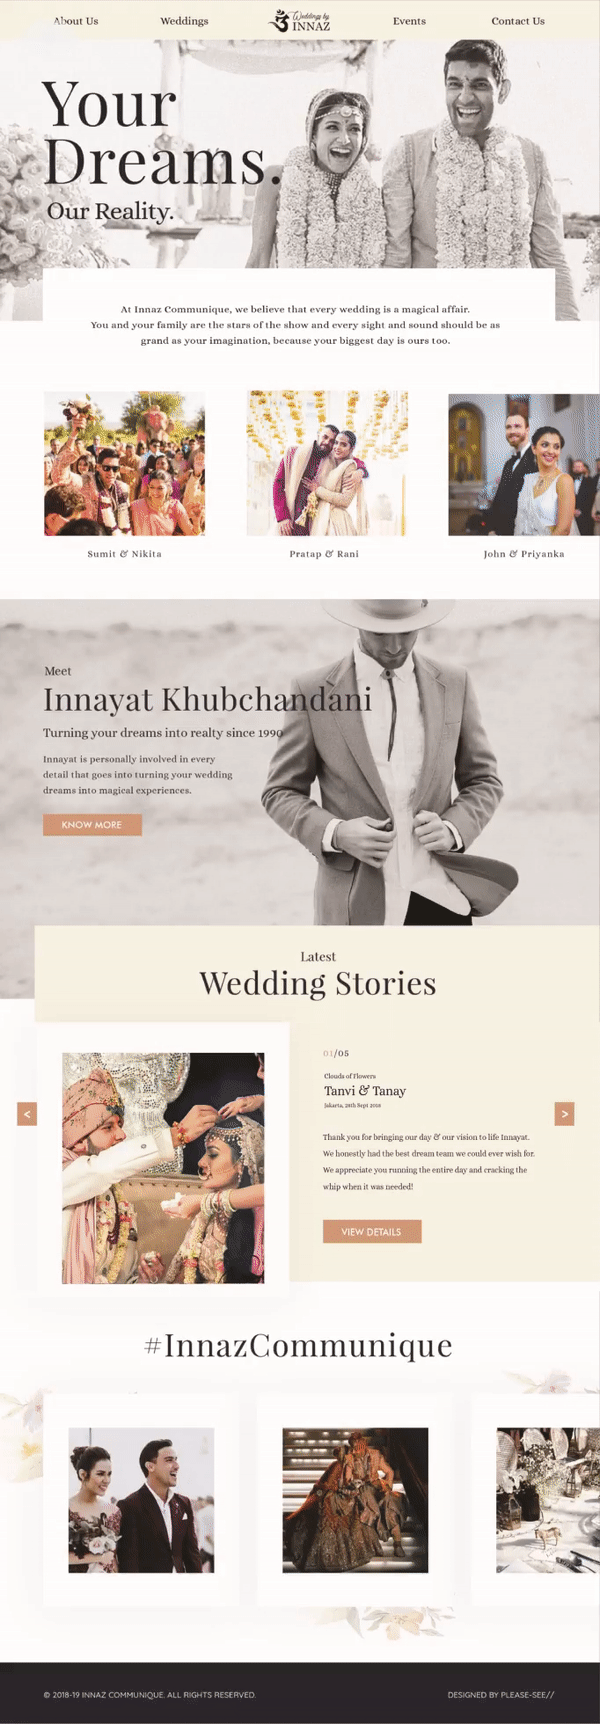 About Us
Weddings
Weddings by
INNAZ
Events
Contact Us
Your
Dreams.
Our Reality.
At Innaz Communique, we believe that every wedding is a magical affair.
You and your family are the stars of the show and every sight and sound should be as
grand as your imagination, because your biggest day is ours too.
Sumit & Nikita
Pratap & Rani
John & Priyanka
Meet
Innayat Khubchandani
Turning your dreams into realty since 1990
Innayat is personally involved in every
detail that goes into turning your wedding
dreams into magical experiences.
KNOW MORE
Latest
Wedding Stories
01/05
Clouds of Flowers
Tanvi & Tanay
Jakarta, 28th Sept 2018
<
>
Thank you for bringing our day & our vision to life Innayat.
We honestly had the best dream team we could ever wish for.
We appreciate you running the entire day and cracking the
whip when it was needed!
VIEW DETAILS
#InnazCommunique
© 2018-19 INNAZ COMMUNIQUE. ALL RIGHTS RESERVED.
DESIGNED BY PLEASE-SEE//